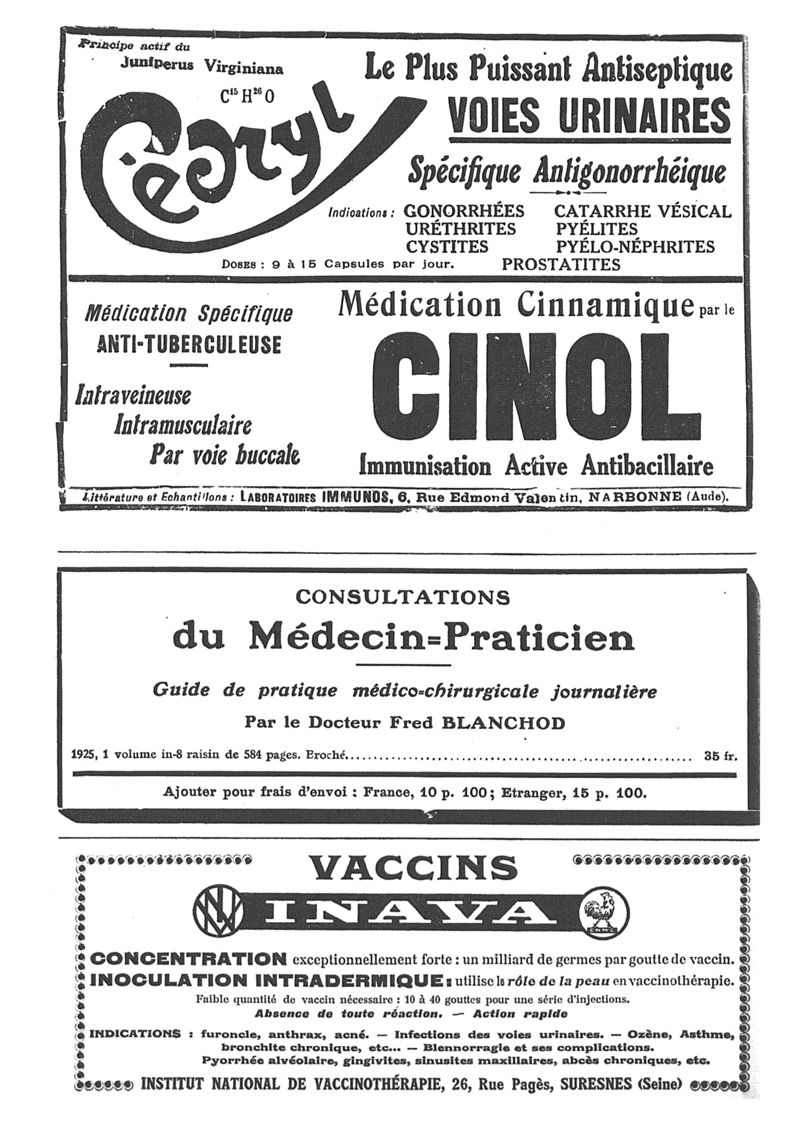 Principe actif du
Juniperus Virginiana
C¹⁵ H²⁶ O
Cèdryl
Le Plus Puissant Antiseptique
VOIES URINAIRES
Spécifique Antigonorrhéique
Indications : GONORRHÉES CATARRHE VÉSICAL
URÉTHRITES PYÉLITES
CYSTITES PYÉLO-NÉPHRITES
DOSES : 9 à 15 Capsules par jour. PROSTATITES
Médication Spécifique
ANTI-TUBERCULEUSE
Intraveineuse
Intramusculaire
Par voie buccale
Médication Cinnamique par le
CINOL
Immunisation Active Antibacillaire
Littérature et Echantillons : LABORATOIRES IMMUNOS, 6, Rue Edmond Valentin, NARBONNE (Aude).
CONSULTATIONS
du Médecin=Praticien
Guide de pratique médico=chirurgicale journalière
Par le Docteur Fred BLANCHOD
1925, 1 volume in-8 raisin de 584 pages. Broché........ 35 fr.
Ajouter pour frais d'envoi : France, 10 p. 100 ; Etranger, 15 p. 100.
VACCINS
INAVA
CONCENTRATION exceptionnellement forte : un milliard de germes par goutte de vaccin.
INOCULATION INTRADERMIQUE : utilise le rôle de la peau en vaccinothérapie.
Faible quantité de vaccin nécessaire : 10 à 40 gouttes pour une série d'injections.
Absence de toute réaction. — Action rapide
INDICATIONS : furoncle, anthrax, acné. — Infections des voies urinaires. — Ozène, Asthme,
bronchite chronique, etc... — Blennorragie et ses complications.
Pyorrhée alvéolaire, gingivites, sinusites maxillaires, abcès chroniques, etc.
INSTITUT NATIONAL DE VACCINOTHÉRAPIE, 26, Rue Pagès, SURESNES (Seine)